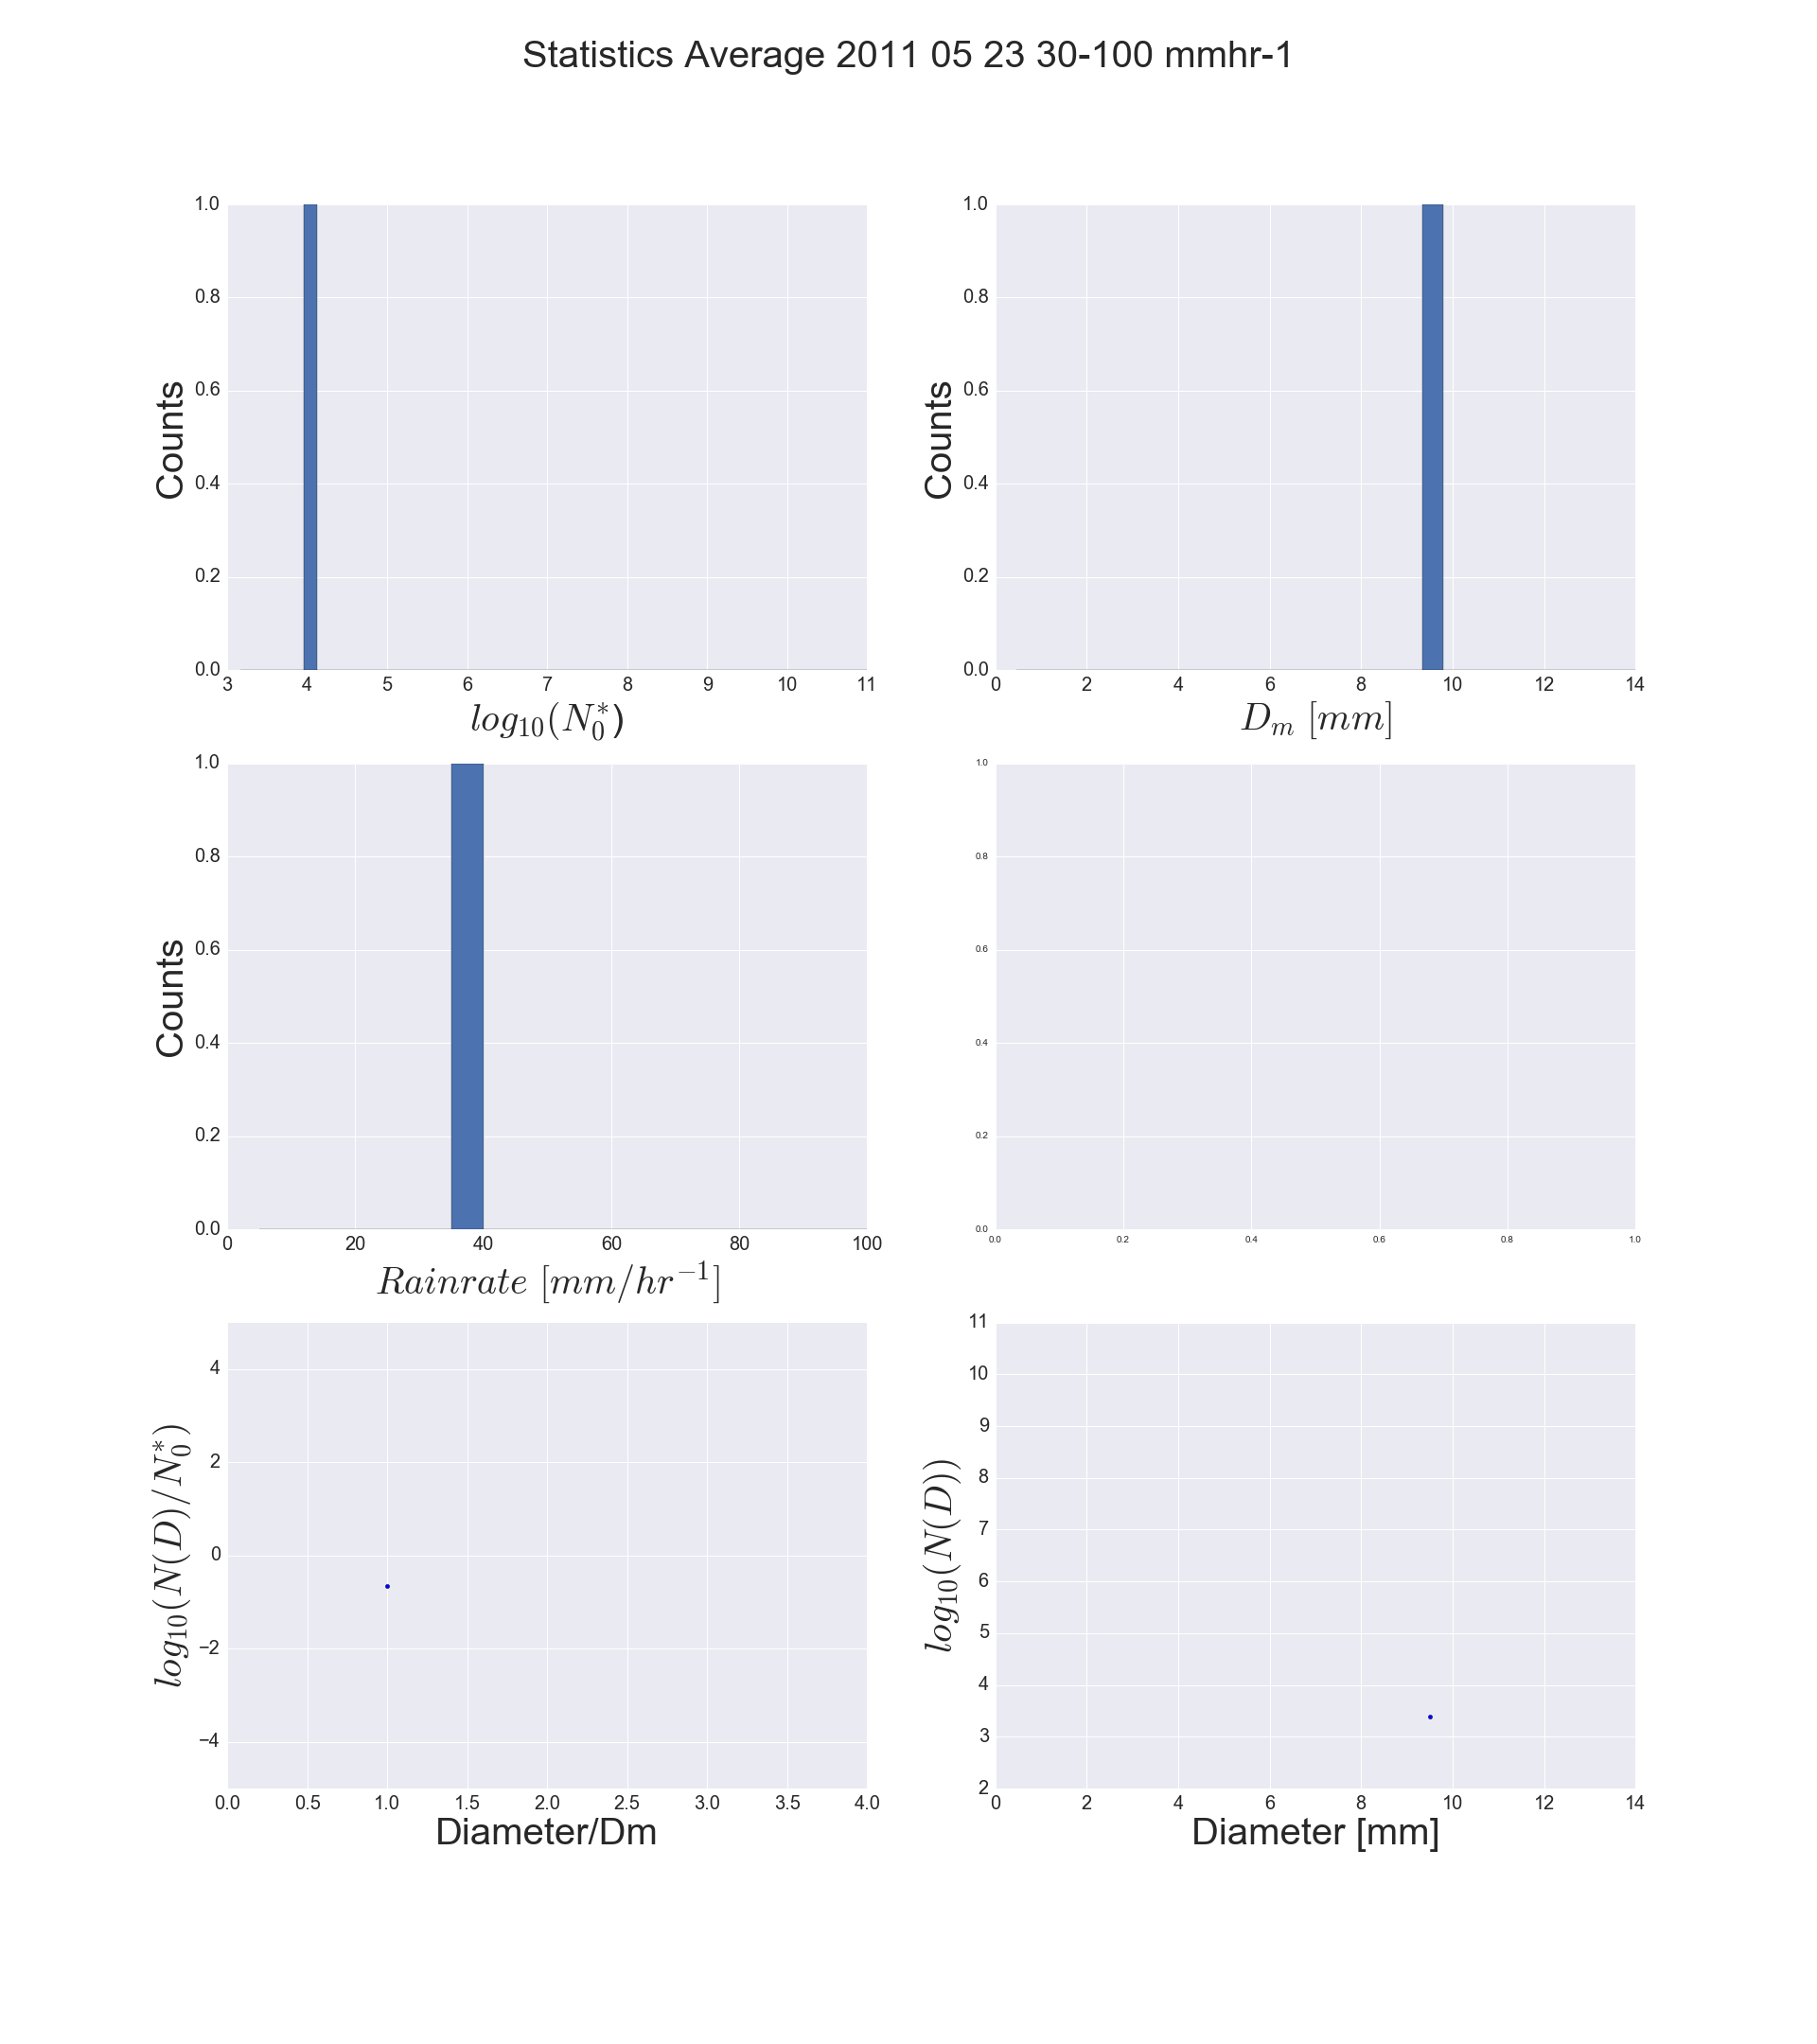 Statistics Average 2011 05 23 30-100 mmhr-1
1.0
0.8
0.6
0.4
0.2
0.0
Counts
3 4 5 6 7 8 9 10 11
log10(N0*)
1.0
0.8
0.6
0.4
0.2
0.0
Counts
0 2 4 6 8 10 12 14
Dm [mm]
1.0
0.8
0.6
0.4
0.2
0.0
Counts
0 20 40 60 80 100
Rainrate [mm/hr−1]
1.0
0.8
0.6
0.4
0.2
0.0
0.0 0.2 0.4 0.6 0.8 1.0
4
2
0
−2
−4
log10(N(D)/N0*)
0.0 0.5 1.0 1.5 2.0 2.5 3.0 3.5 4.0
Diameter/Dm
11
10
9
8
7
6
5
4
3
2
log10(N(D))
0 2 4 6 8 10 12 14
Diameter [mm]